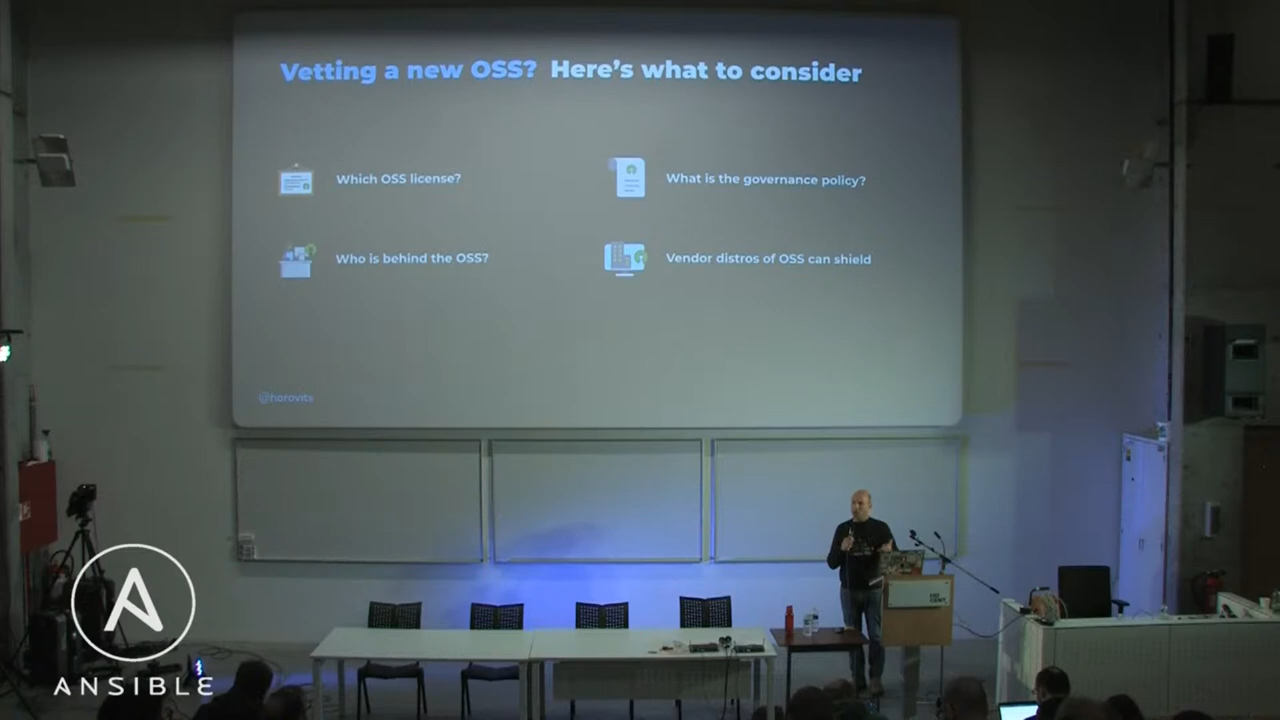 Vetting a new OSS? Here's what to consider
Which OSS license?
What is the governance policy?
Who is behind the OSS?
Vendor distros of OSS can shield
@horovits
ANSIBLE